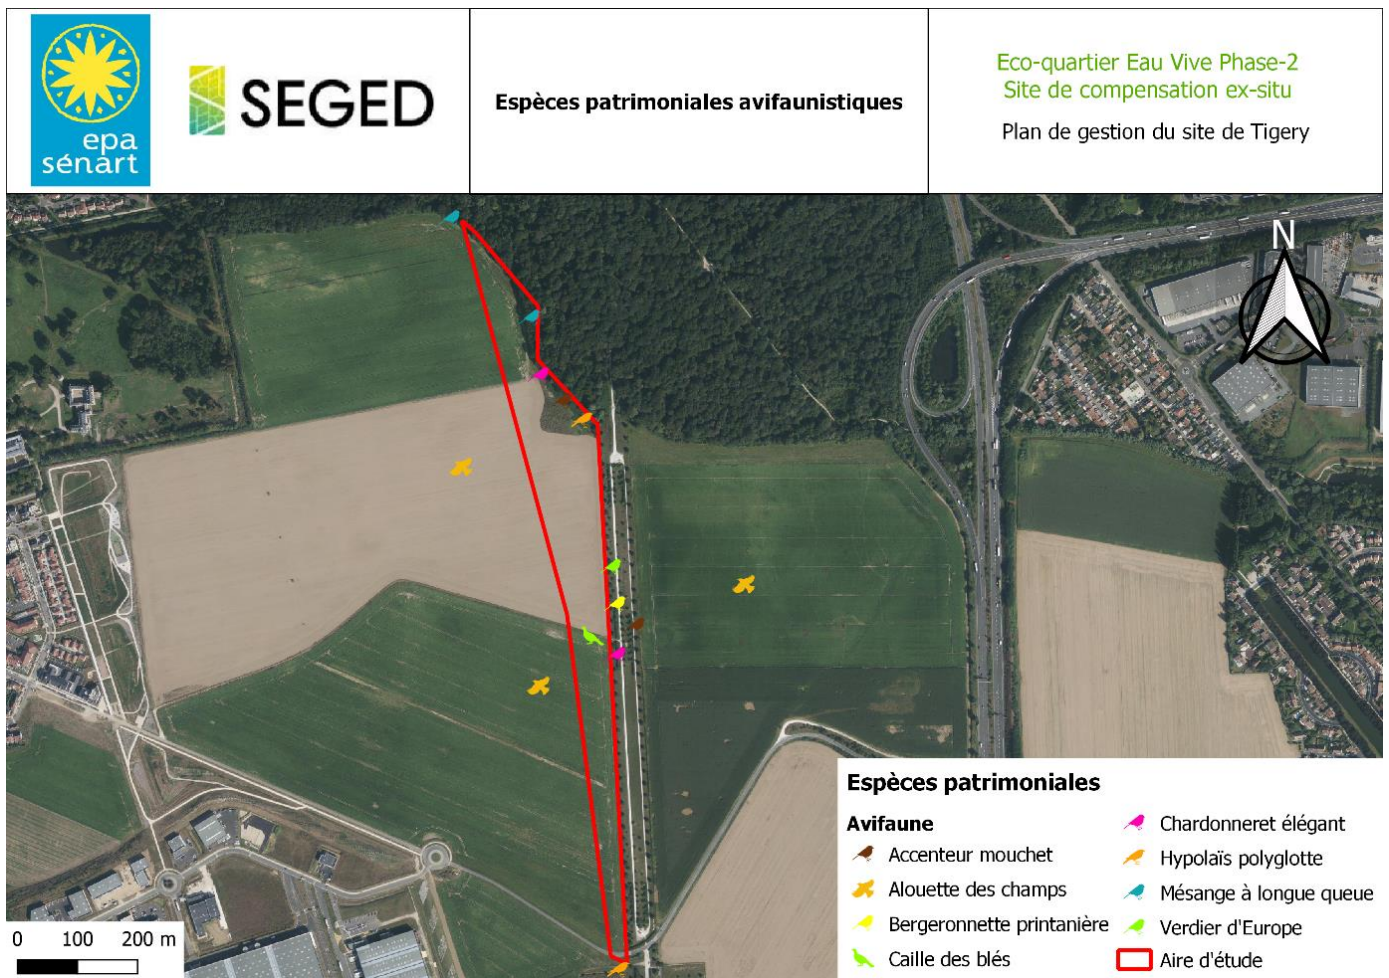 epa
sénart
SEGED
Espèces patrimoniales avifaunistiques
Eco-quartier Eau Vive Phase-2
Site de compensation ex-situ
Plan de gestion du site de Tigery
N
Espèces patrimoniales
Avifaune
Accenteur mouchet
Alouette des champs
Bergeronnette printanière
Caille des blés
Chardonneret élégant
Hypolaïs polyglotte
Mésange à longue queue
Verdier d'Europe
Aire d'étude
0 100 200 m